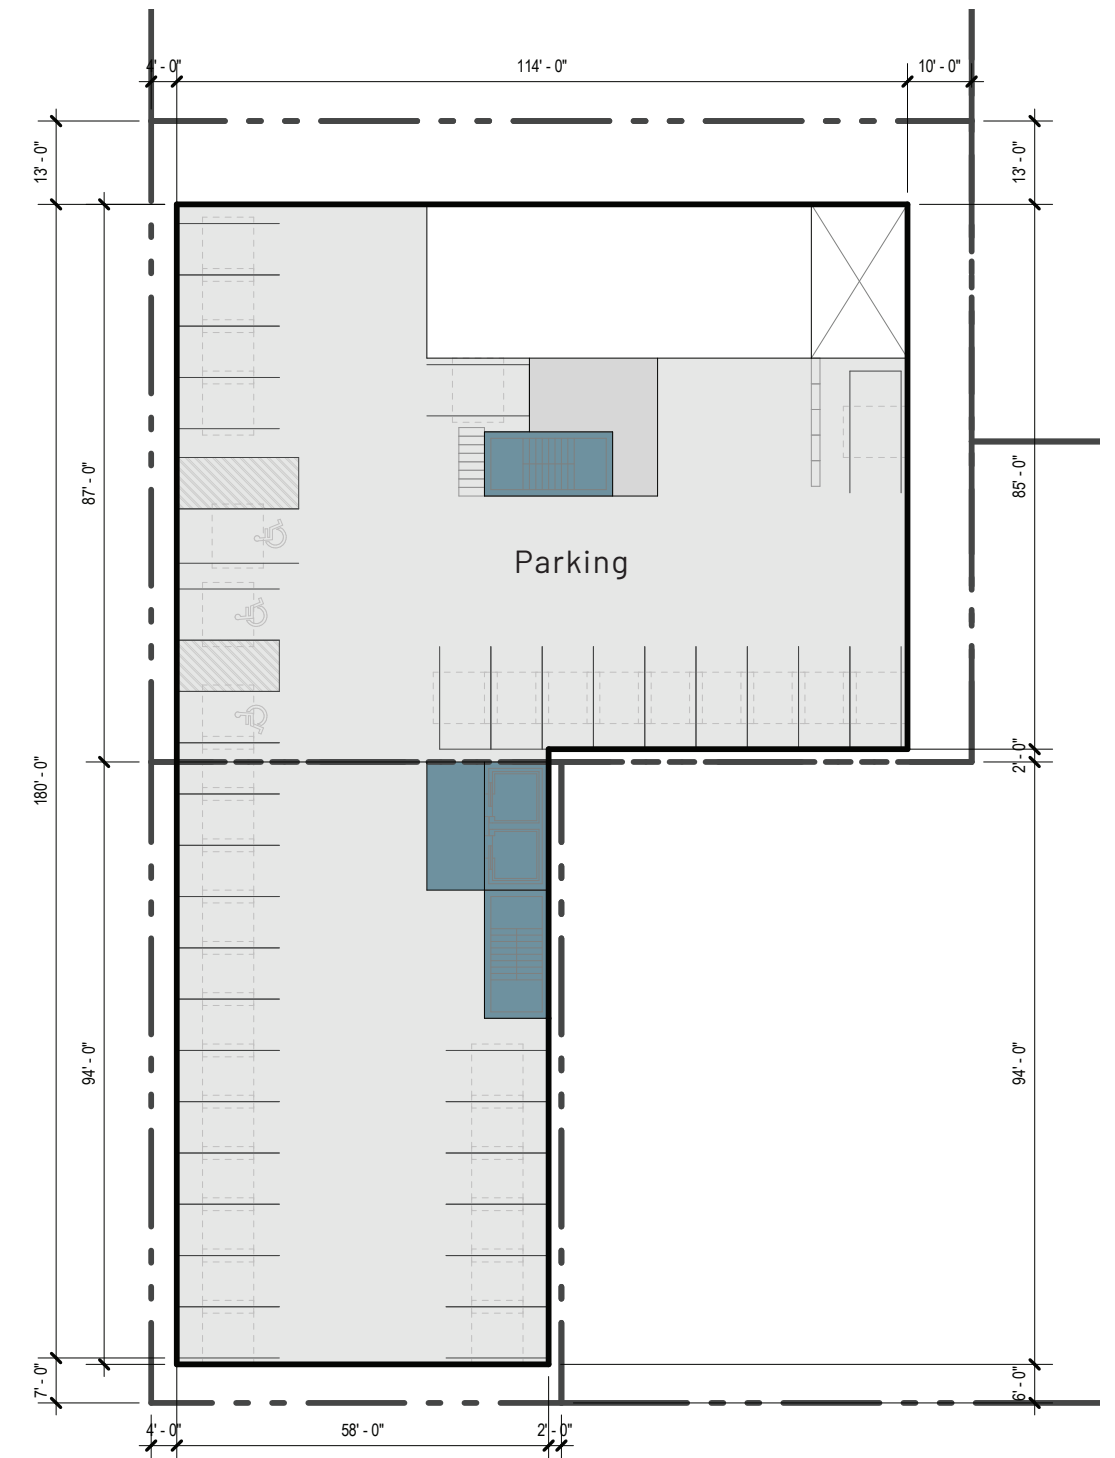 4' - 0"
114' - 0"
10' - 0"
13' - 0"
13' - 0"
87' - 0"
85' - 0"
Parking
180' - 0"
2' - 0"
94' - 0"
94' - 0"
7' - 0"
6' - 0"
4' - 0"
58' - 0"
2' - 0"